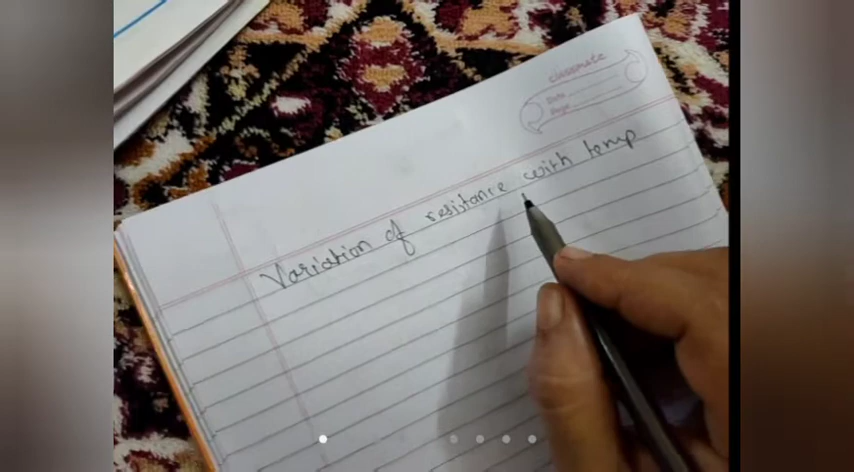 classmate
Date
Page
Variation of resistance with temp